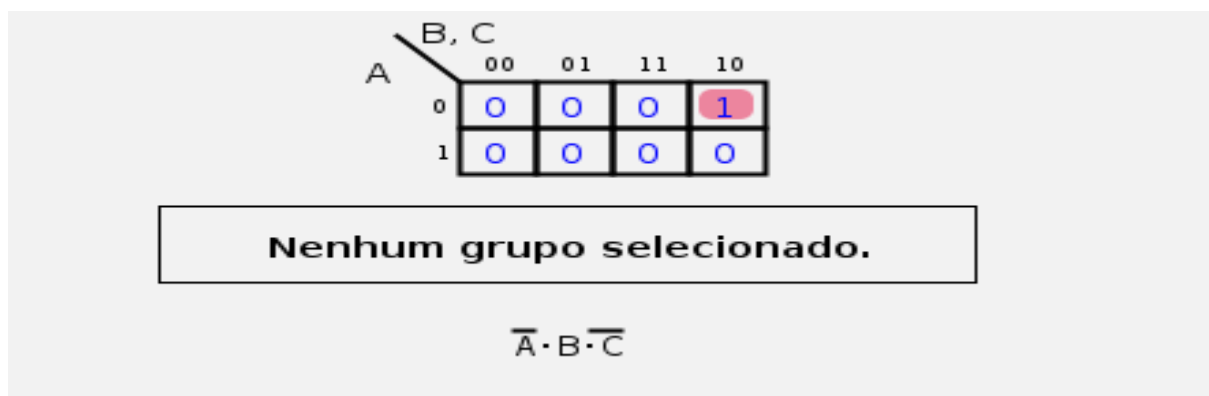 B, C
A
00 01 11 10
0 0 0 0 1
1 0 0 0 0
Nenhum grupo selecionado.
A̅·B·C̅